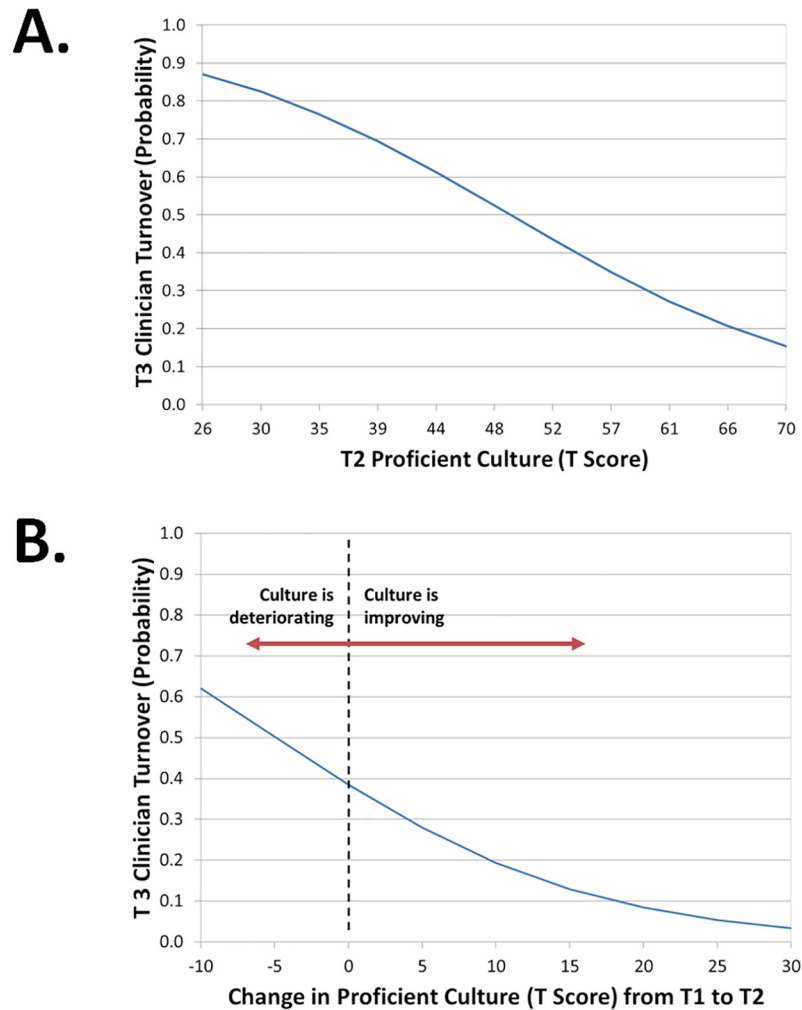 A.
T3 Clinician Turnover (Probability)
1.0
0.9
0.8
0.7
0.6
0.5
0.4
0.3
0.2
0.1
0.0
26 30 35 39 44 48 52 57 61 66 70
T2 Proficient Culture (T Score)
B.
T 3 Clinician Turnover (Probability)
1.0
0.9
0.8
0.7
0.6
0.5
0.4
0.3
0.2
0.1
0.0
Culture is
deteriorating
Culture is
improving
-10 -5 0 5 10 15 20 25 30
Change in Proficient Culture (T Score) from T1 to T2